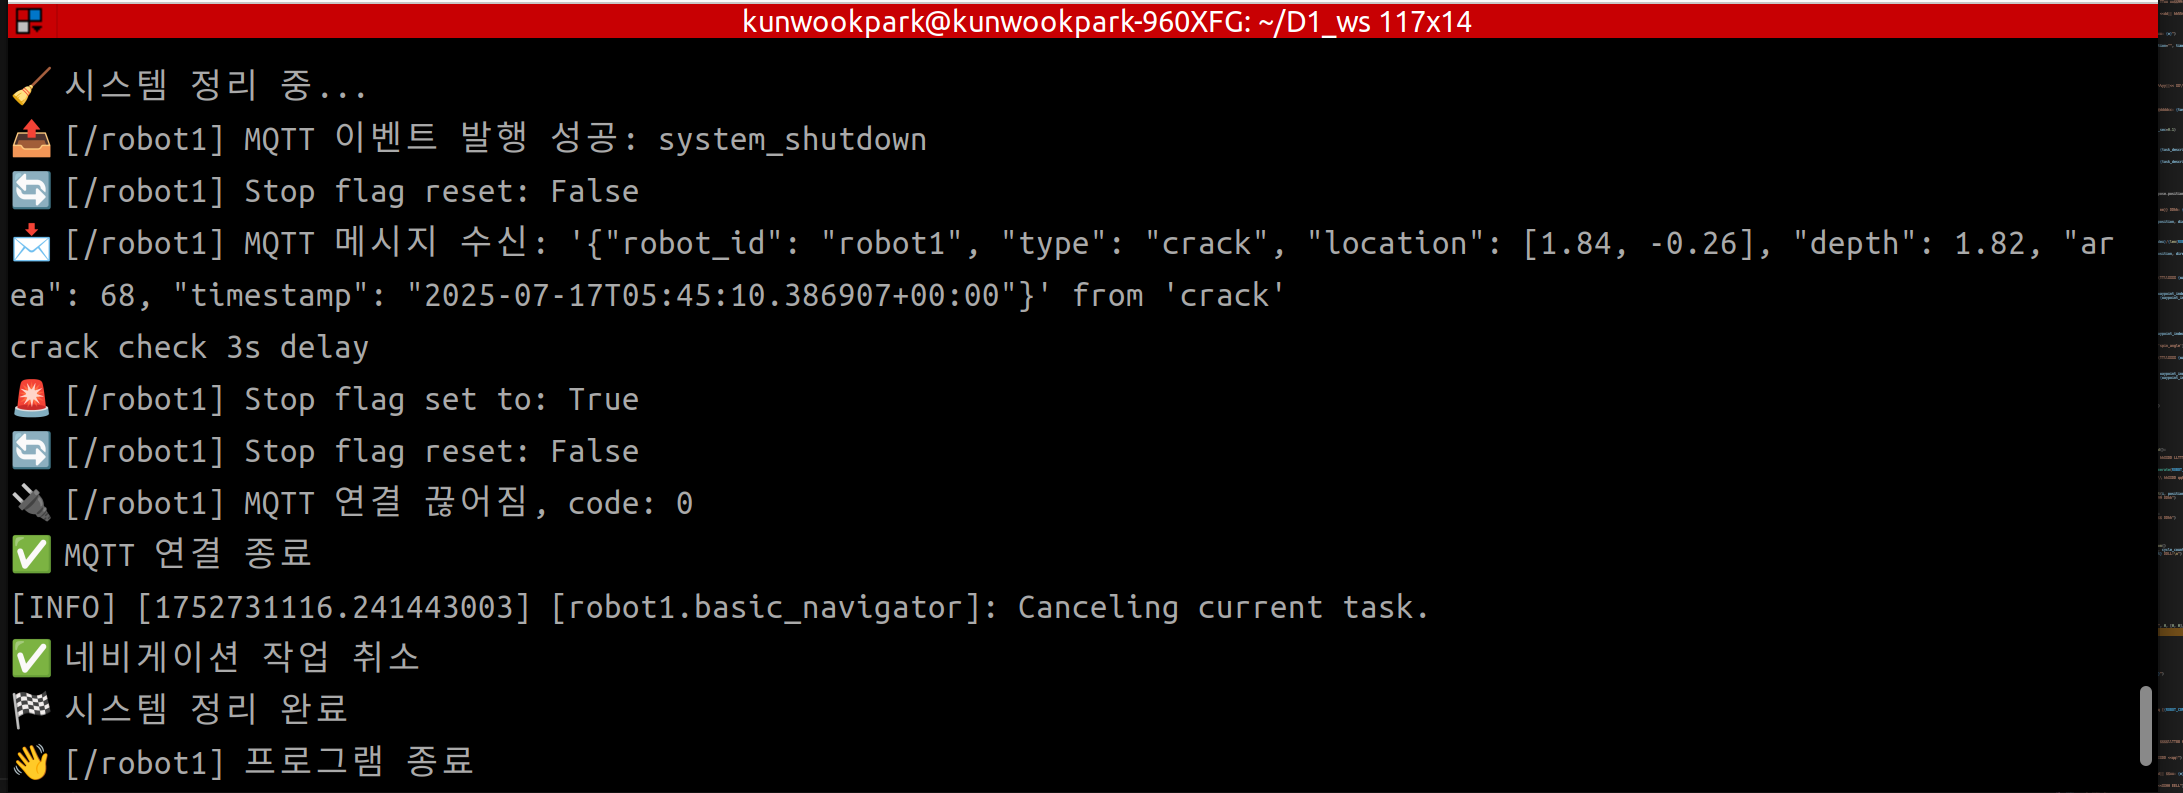 kunwookpark@kunwookpark-960XFG: ~/D1_ws 117x14
시스템 정리 중...
[/robot1] MQTT 이벤트 발행 성공: system_shutdown
[/robot1] Stop flag reset: False
[/robot1] MQTT 메시지 수신: '{"robot_id": "robot1", "type": "crack", "location": [1.84, -0.26], "depth": 1.82, "ar
ea": 68, "timestamp": "2025-07-17T05:45:10.386907+00:00"}' from 'crack'
crack check 3s delay
[/robot1] Stop flag set to: True
[/robot1] Stop flag reset: False
[/robot1] MQTT 연결 끊어짐, code: 0
MQTT 연결 종료
[INFO] [1752731116.241443003] [robot1.basic_navigator]: Canceling current task.
네비게이션 작업 취소
시스템 정리 완료
[/robot1] 프로그램 종료